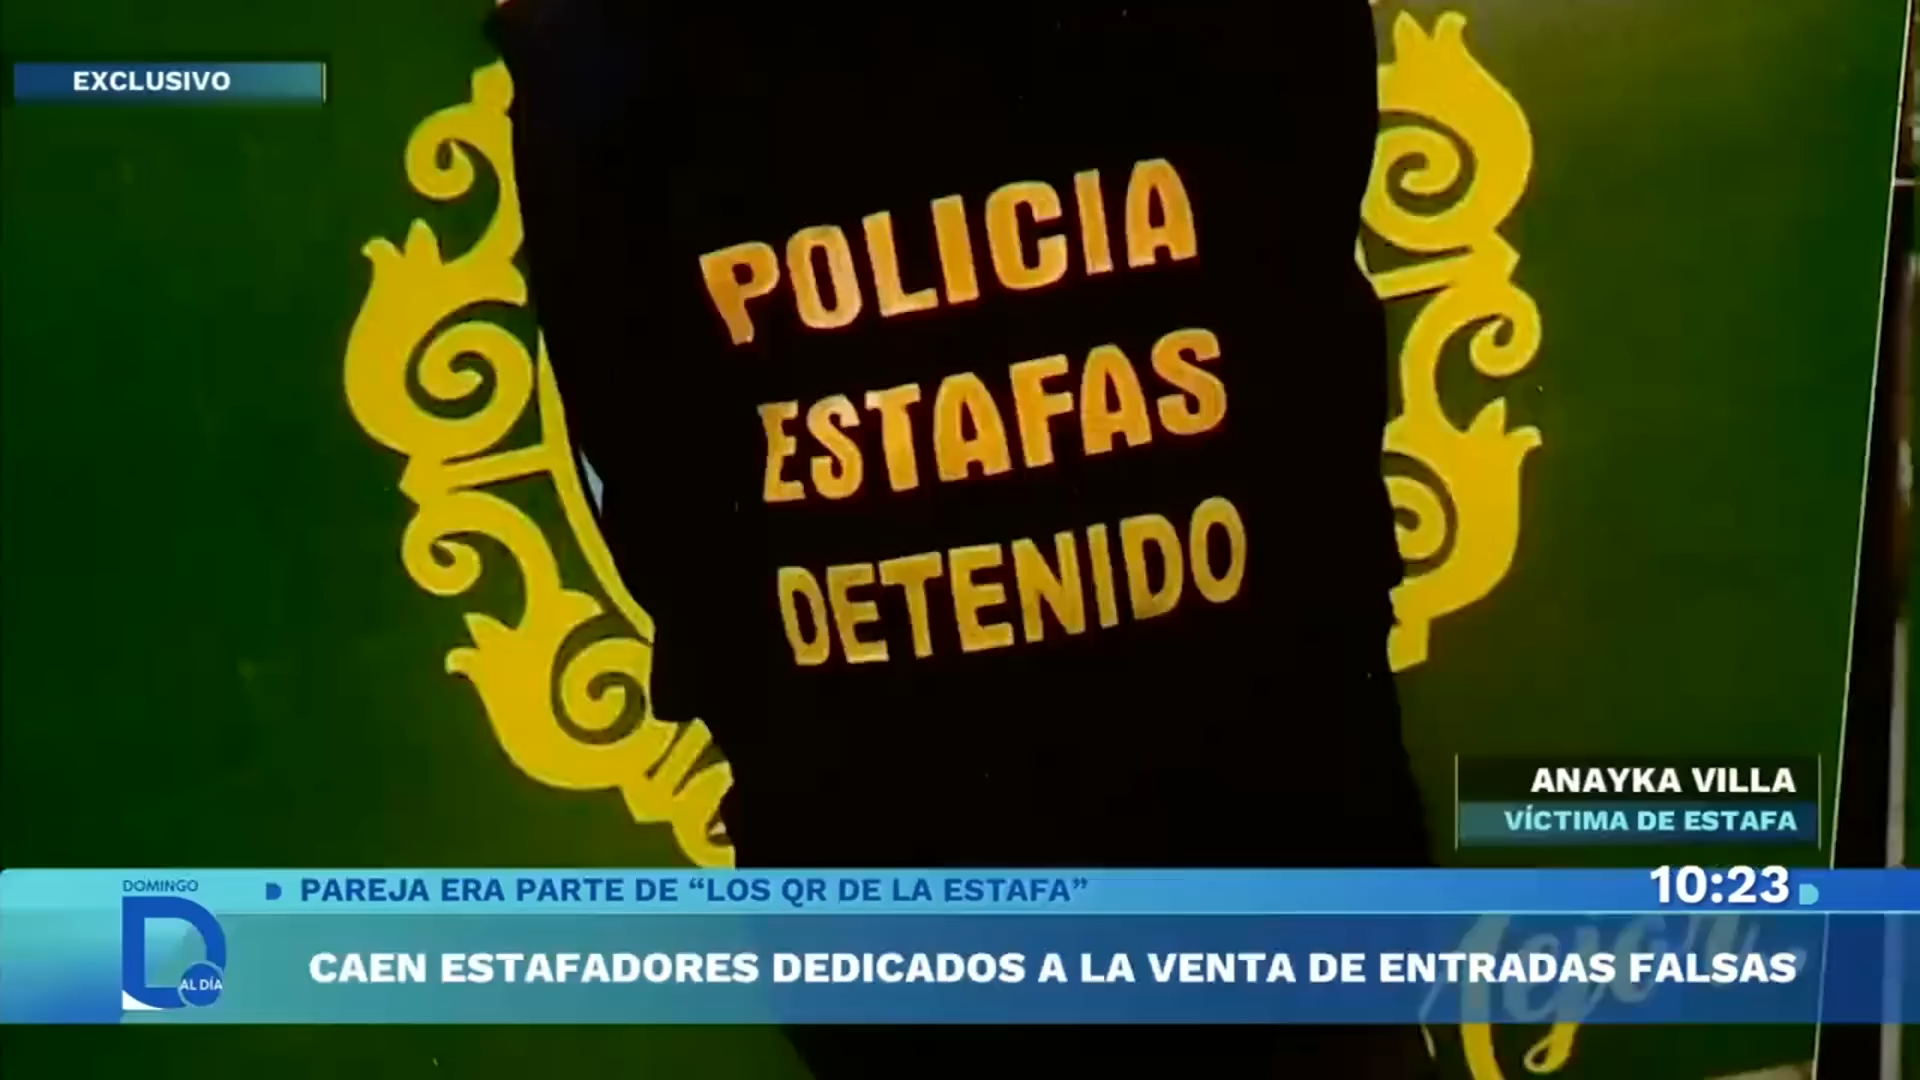 EXCLUSIVO
POLICIA
ESTAFAS
DETENIDO
ANAYKA VILLA
VÍCTIMA DE ESTAFA
DOMINGO
AL DÍA
PAREJA ERA PARTE DE “LOS QR DE LA ESTAFA”
10:23
CAEN ESTAFADORES DEDICADOS A LA VENTA DE ENTRADAS FALSAS